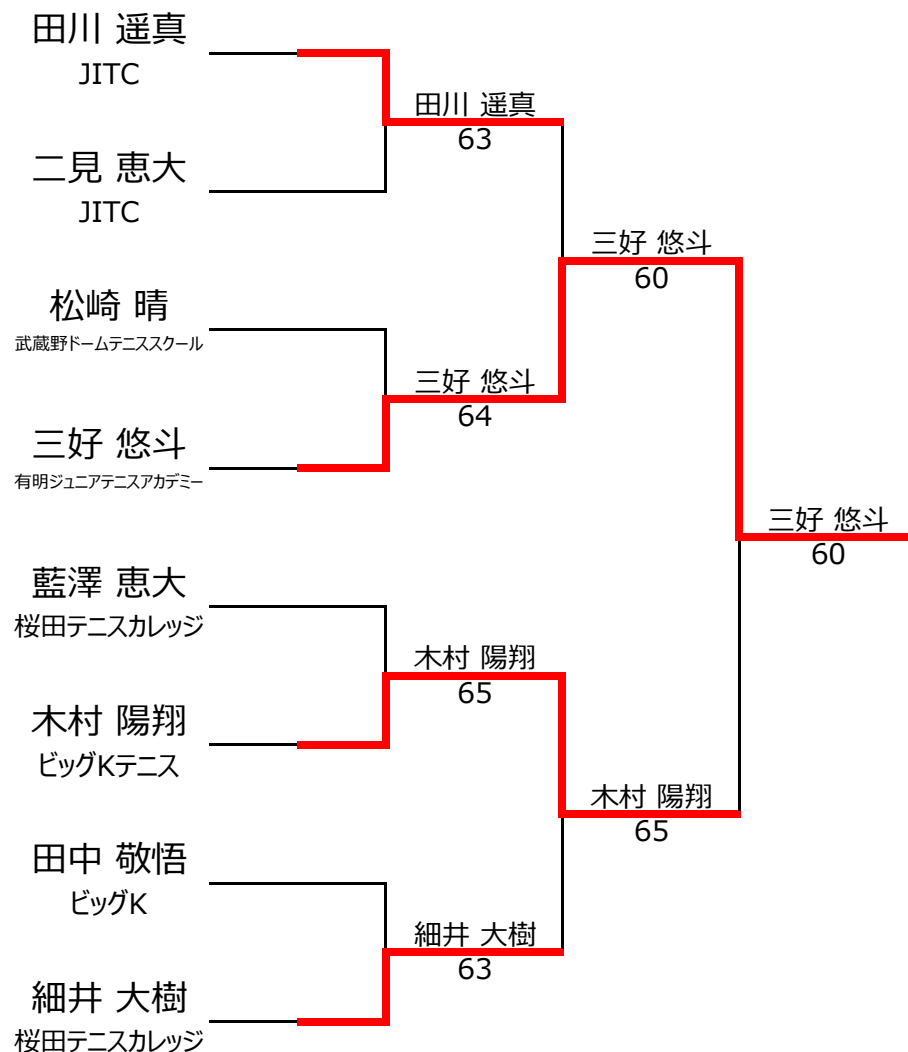 田川 遥真
JITC
二見 恵大
JITC
松崎 晴
武蔵野ドームテニススクール
三好 悠斗
有明ジュニアテニスアカデミー
藍澤 恵大
桜田テニスカレッジ
木村 陽翔
ビッグKテニス
田中 敬悟
ビッグK
細井 大樹
桜田テニスカレッジ
田川 遥真
63
三好 悠斗
64
木村 陽翔
65
細井 大樹
63
三好 悠斗
60
木村 陽翔
65
三好 悠斗
60